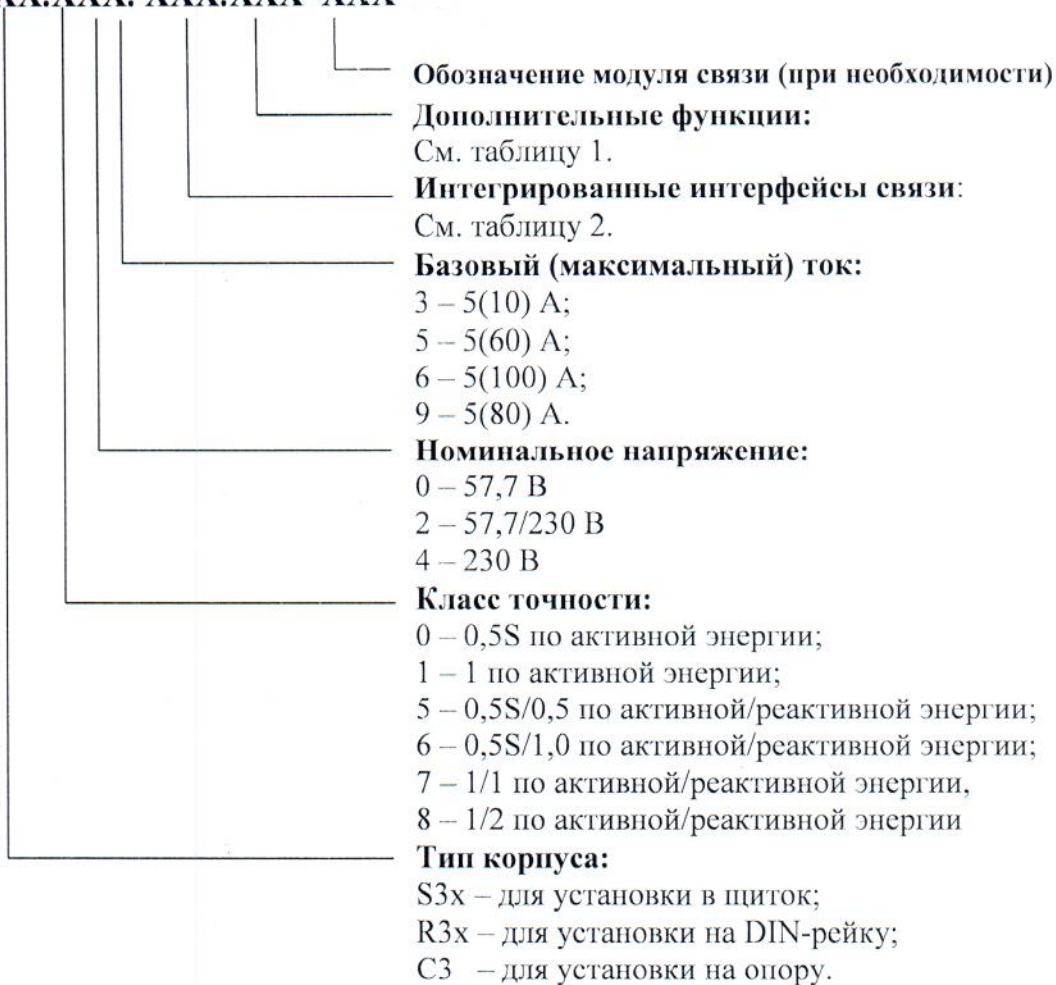 Обозначение модуля связи (при необходимости)
Дополнительные функции:
См. таблицу 1.
Интегрированные интерфейсы связи:
См. таблицу 2.
Базовый (максимальный) ток:
3 – 5(10) А;
5 – 5(60) А;
6 – 5(100) А;
9 – 5(80) А.
Номинальное напряжение:
0 – 57,7 В
2 – 57,7/230 В
4 – 230 В
Класс точности:
0 – 0,5S по активной энергии;
1 – 1 по активной энергии;
5 – 0,5S/0,5 по активной/реактивной энергии;
6 – 0,5S/1,0 по активной/реактивной энергии;
7 – 1/1 по активной/реактивной энергии,
8 – 1/2 по активной/реактивной энергии
Тип корпуса:
S3x – для установки в щиток;
R3x – для установки на DIN-рейку;
C3 – для установки на опору.